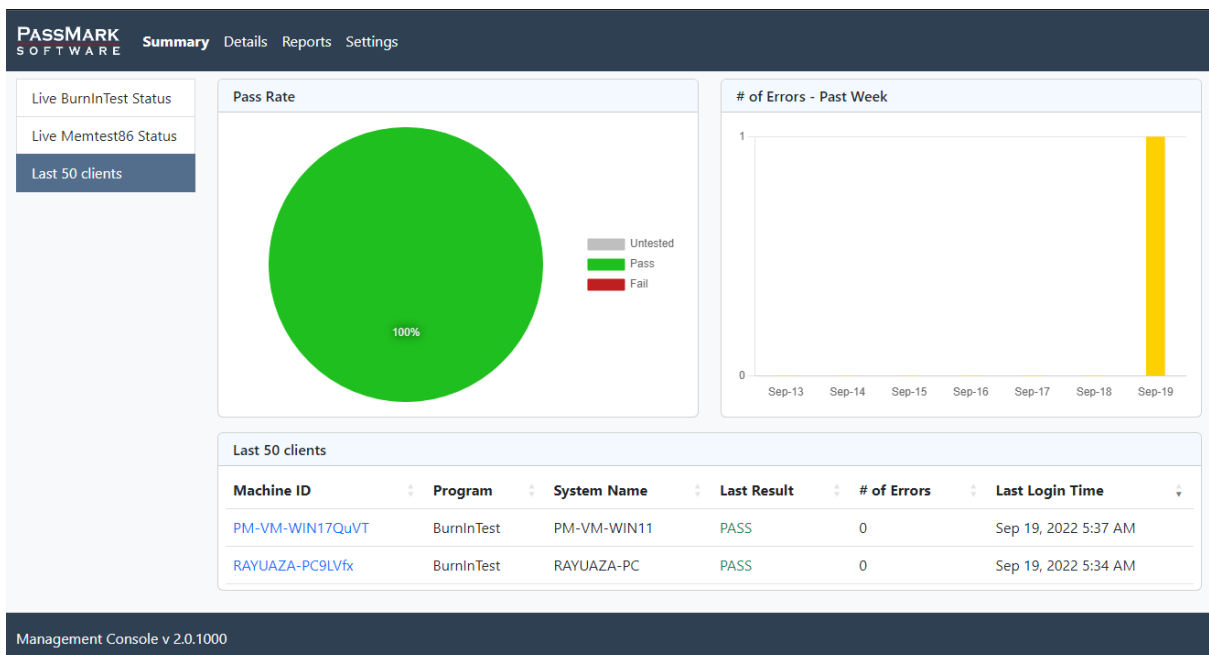 PASSMARK
SOFTWARE
Summary Details Reports Settings
Live BurnInTest Status
Live Memtest86 Status
Last 50 clients
Pass Rate
Untested
Pass
Fail
100%
# of Errors - Past Week
1
0
Sep-13 Sep-14 Sep-15 Sep-16 Sep-17 Sep-18 Sep-19
Last 50 clients
Machine ID Program System Name Last Result # of Errors Last Login Time
PM-VM-WIN17QuVT BurnInTest PM-VM-WIN11 PASS 0 Sep 19, 2022 5:37 AM
RAYUAZA-PC9LVfx BurnInTest RAYUAZA-PC PASS 0 Sep 19, 2022 5:34 AM
Management Console v 2.0.1000